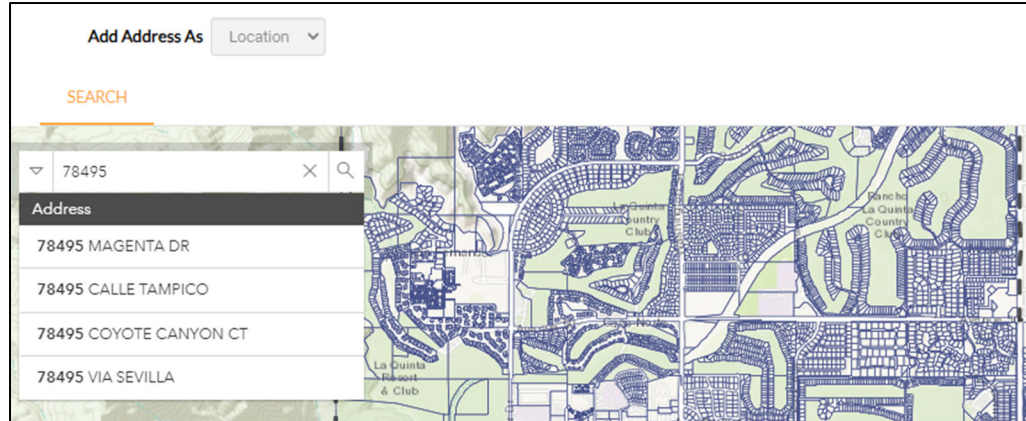 Add Address As Location
SEARCH
78495
Address
78495 MAGENTA DR
78495 CALLE TAMPICO
78495 COYOTE CANYON CT
78495 VIA SEVILLA
La Quinta
Country
Club
Rancho
La Quinta
Country
Club
La Quinta
Resort
& Club